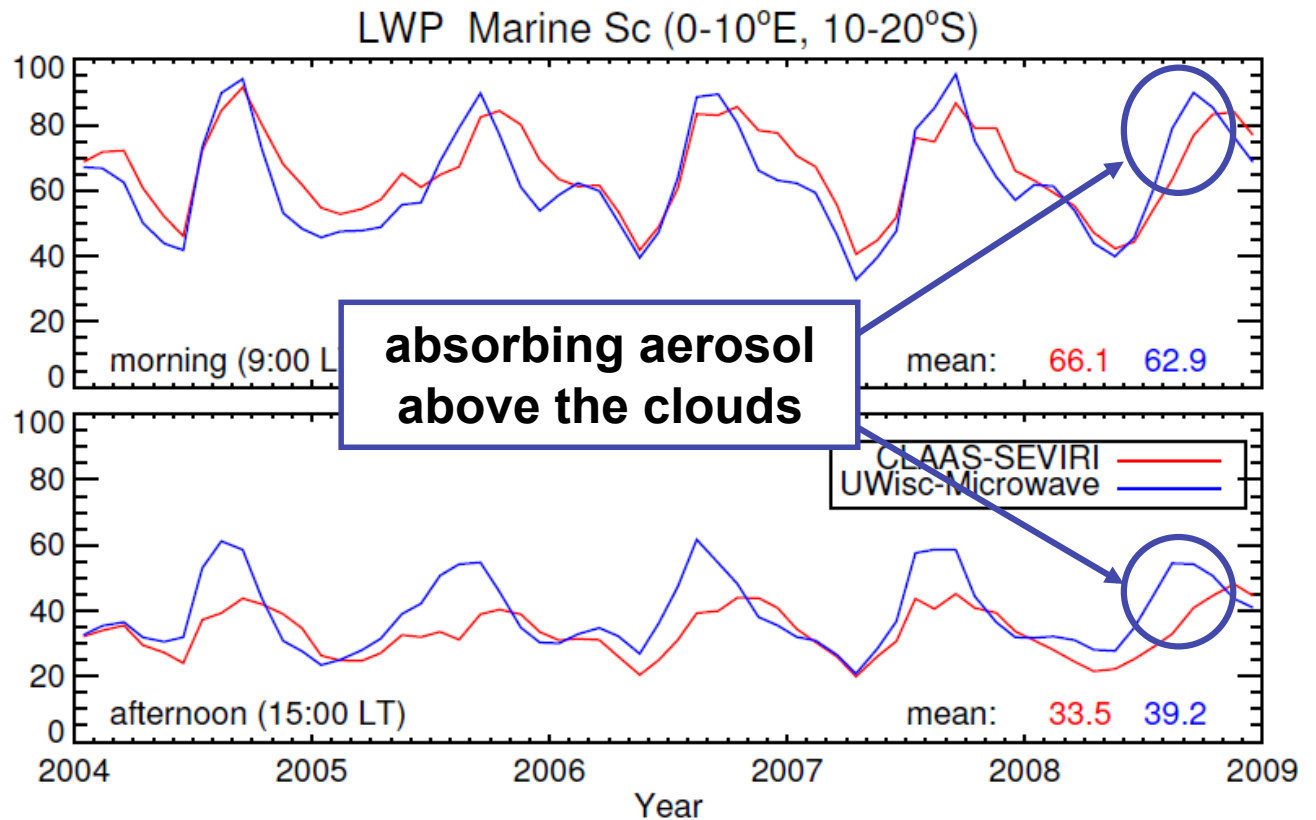 LWP Marine Sc (0-10°E, 10-20°S)
100
80
60
40
20
0
morning (9:00 L
mean: 66.1 62.9
absorbing aerosol
above the clouds
100
80
60
40
20
0
CLAAS-SEVIRI
UWisc-Microwave
afternoon (15:00 LT)
mean: 33.5 39.2
2004 2005 2006 2007 2008 2009
Year